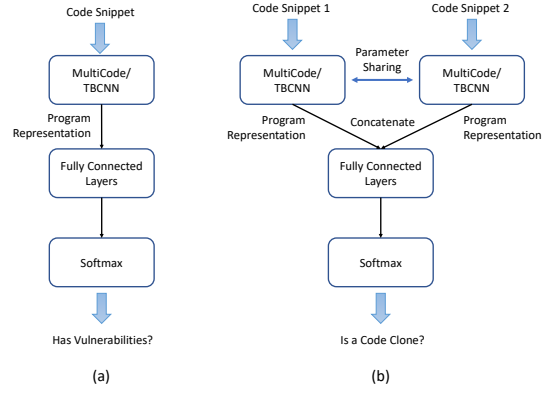 Code Snippet
MultiCode/
TBCNN
Program
Representation
Fully Connected
Layers
Softmax
Has Vulnerabilities?
(a)
Code Snippet 1
Code Snippet 2
Parameter
Sharing
MultiCode/
TBCNN
MultiCode/
TBCNN
Program
Representation
Concatenate
Program
Representation
Fully Connected
Layers
Softmax
Is a Code Clone?
(b)